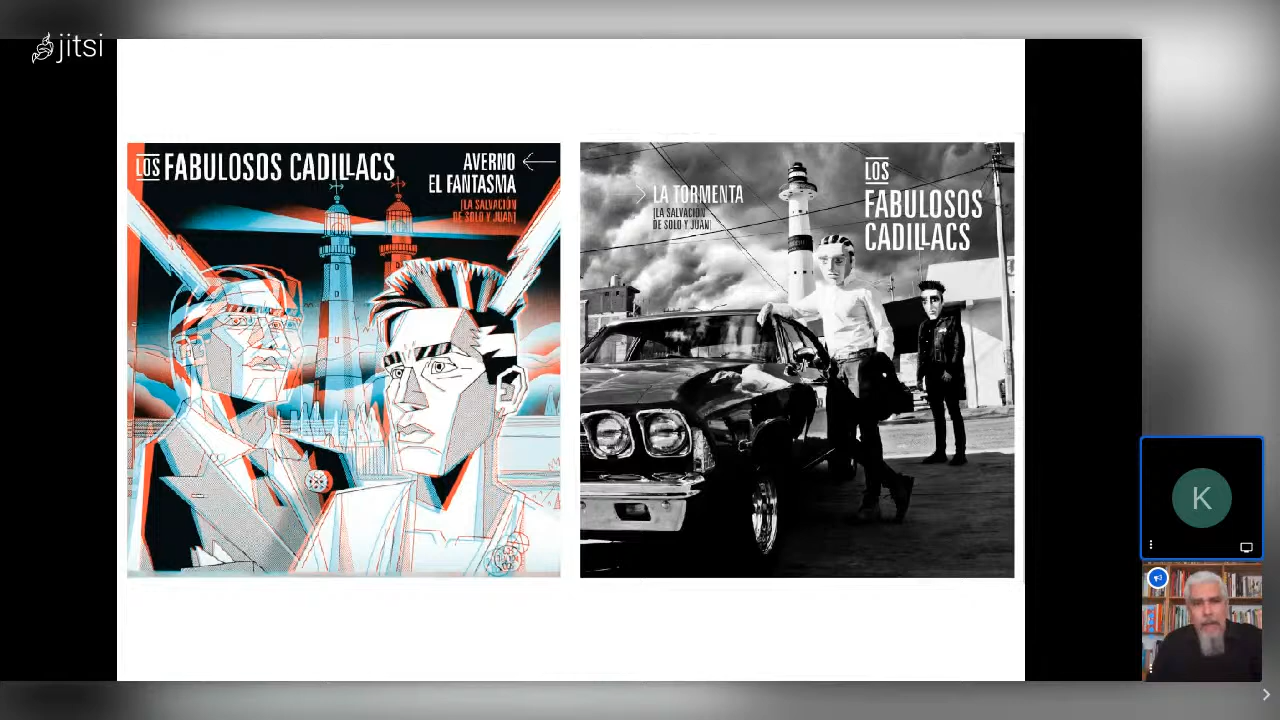 jitsi
LOS FABULOSOS CADILLACS
AVERNO
EL FANTASMA
[LA SALVACIÓN
DE SOLO Y JUAN]
LA TORMENTA
[LA SALVACIÓN
DE SOLO Y JUAN]
LOS
FABULOSOS
CADILLACS
K